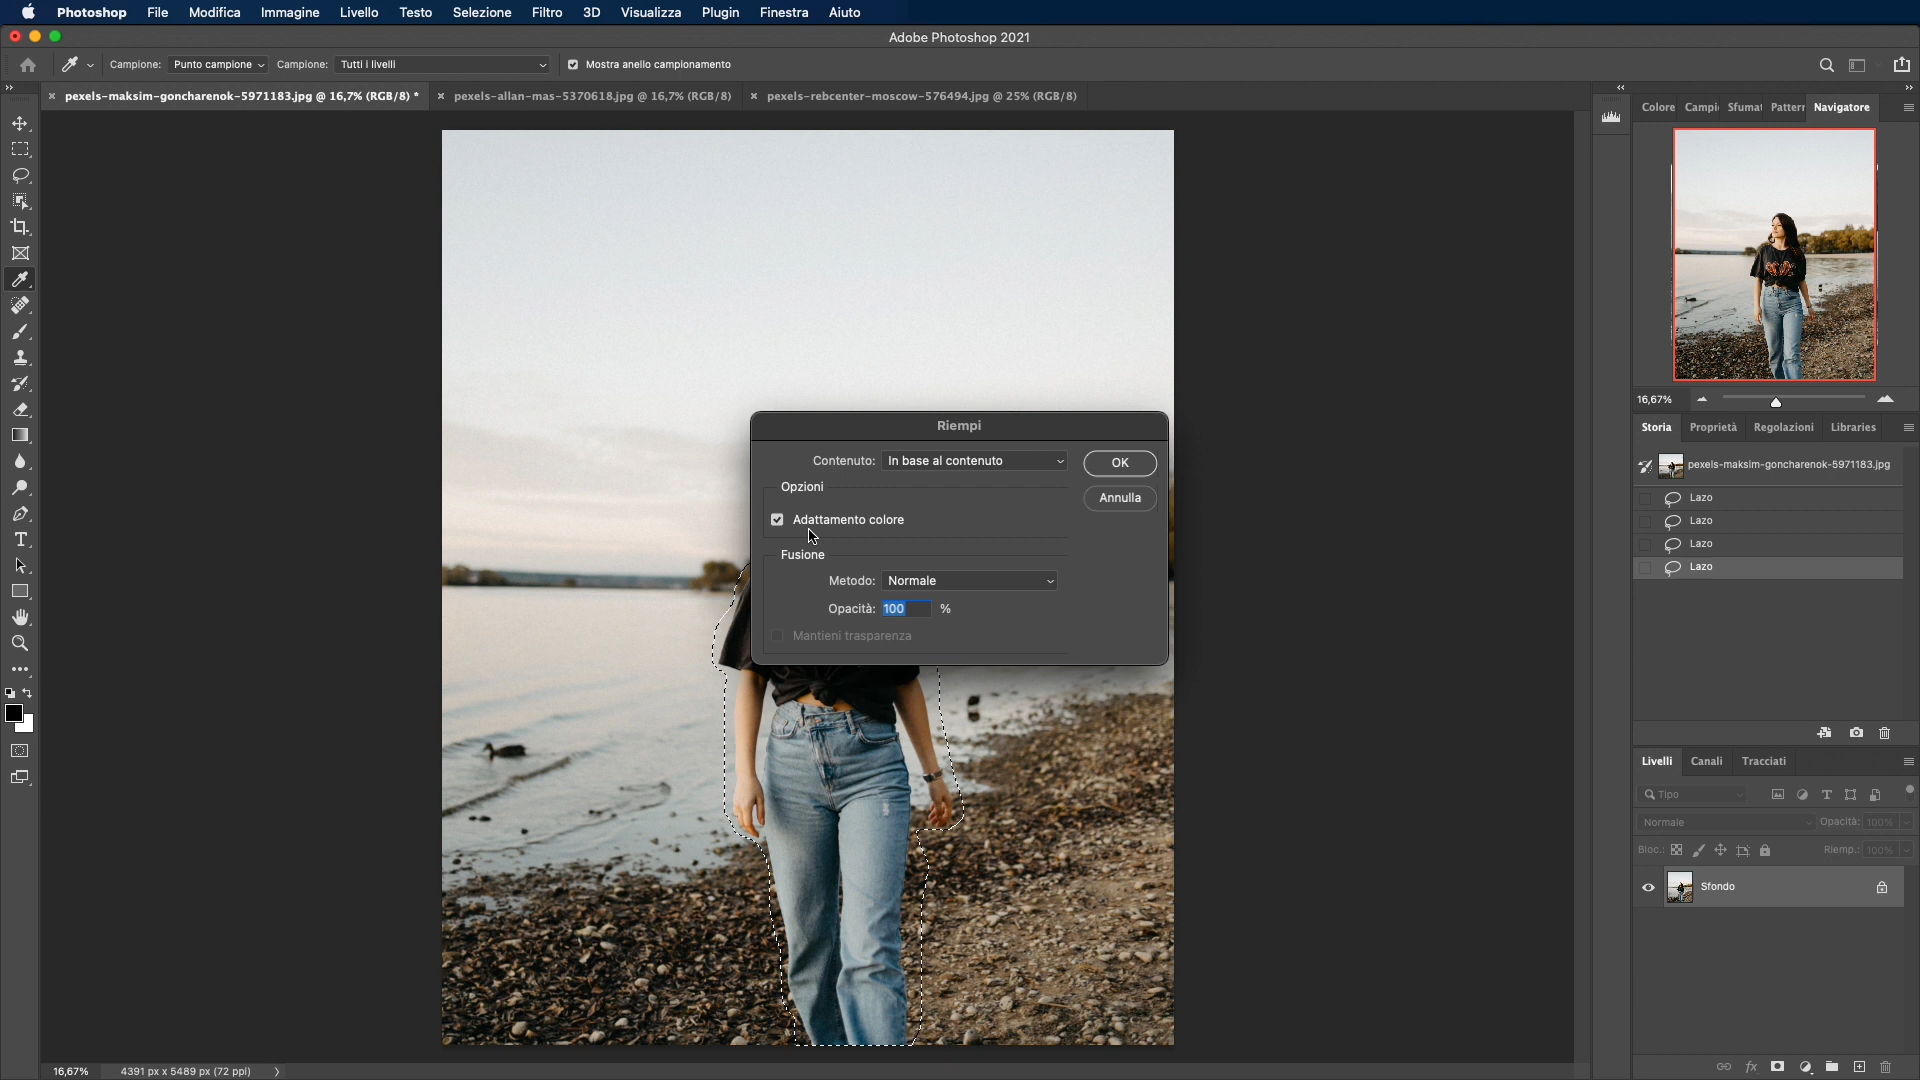 Photoshop File Modifica Immagine Livello Testo Selezione Filtro 3D Visualizza Plugin Finestra Aiuto
Adobe Photoshop 2021
Campione: Punto campione Campione: Tutti i livelli Mostra anello campionamento
pexels-maksim-goncharenok-5971183.jpg @ 16,7% (RGB/8) * pexels-allan-mas-5370618.jpg @ 16,7% (RGB/8) pexels-rebcenter-moscow-576494.jpg @ 25% (RGB/8)
Colore Campi Sfumat Pattern Navigatore
16,67%
Riempi
Contenuto: In base al contenuto OK
Opzioni
Annulla
Adattamento colore
Fusione
Metodo: Normale
Opacità: 100 %
Mantieni trasparenza
Storia Proprietà Regolazioni Libraries
pexels-maksim-goncharenok-5971183.jpg
Lazo
Lazo
Lazo
Lazo
Livelli Canali Tracciati
Tipo
Normale Opacità: 100%
Bloc.: Riemp.: 100%
Sfondo
16,67% 4391 px x 5489 px (72 ppi)